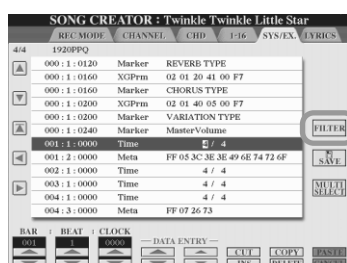 SONG CREATOR : Twinkle Twinkle Little Star
REC MODE CHANNEL CHD 1-16 SYS/EX. LYRICS
4/4 1920PPQ
000 : 1 : 0120 Marker REVERB TYPE
000 : 1 : 0160 XGPrm 02 01 20 41 00 F7
000 : 1 : 0160 Marker CHORUS TYPE
000 : 1 : 0200 XGPrm 02 01 40 05 00 F7
000 : 1 : 0200 Marker VARIATION TYPE
000 : 1 : 0240 Marker MasterVolume
FILTER
001 : 1 : 0000 Time 4 / 4
001 : 2 : 0000 Meta FF 05 3C 3E 3E 49 6E 74 72 6F
SAVE
002 : 1 : 0000 Time 4 / 4
003 : 1 : 0000 Time 4 / 4
MULTI SELECT
004 : 1 : 0000 Time 4 / 4
004 : 3 : 0000 Meta FF 07 26 73
BAR : BEAT : CLOCK
DATA ENTRY
001 1 0000
CUT COPY PASTE
INS DELETE